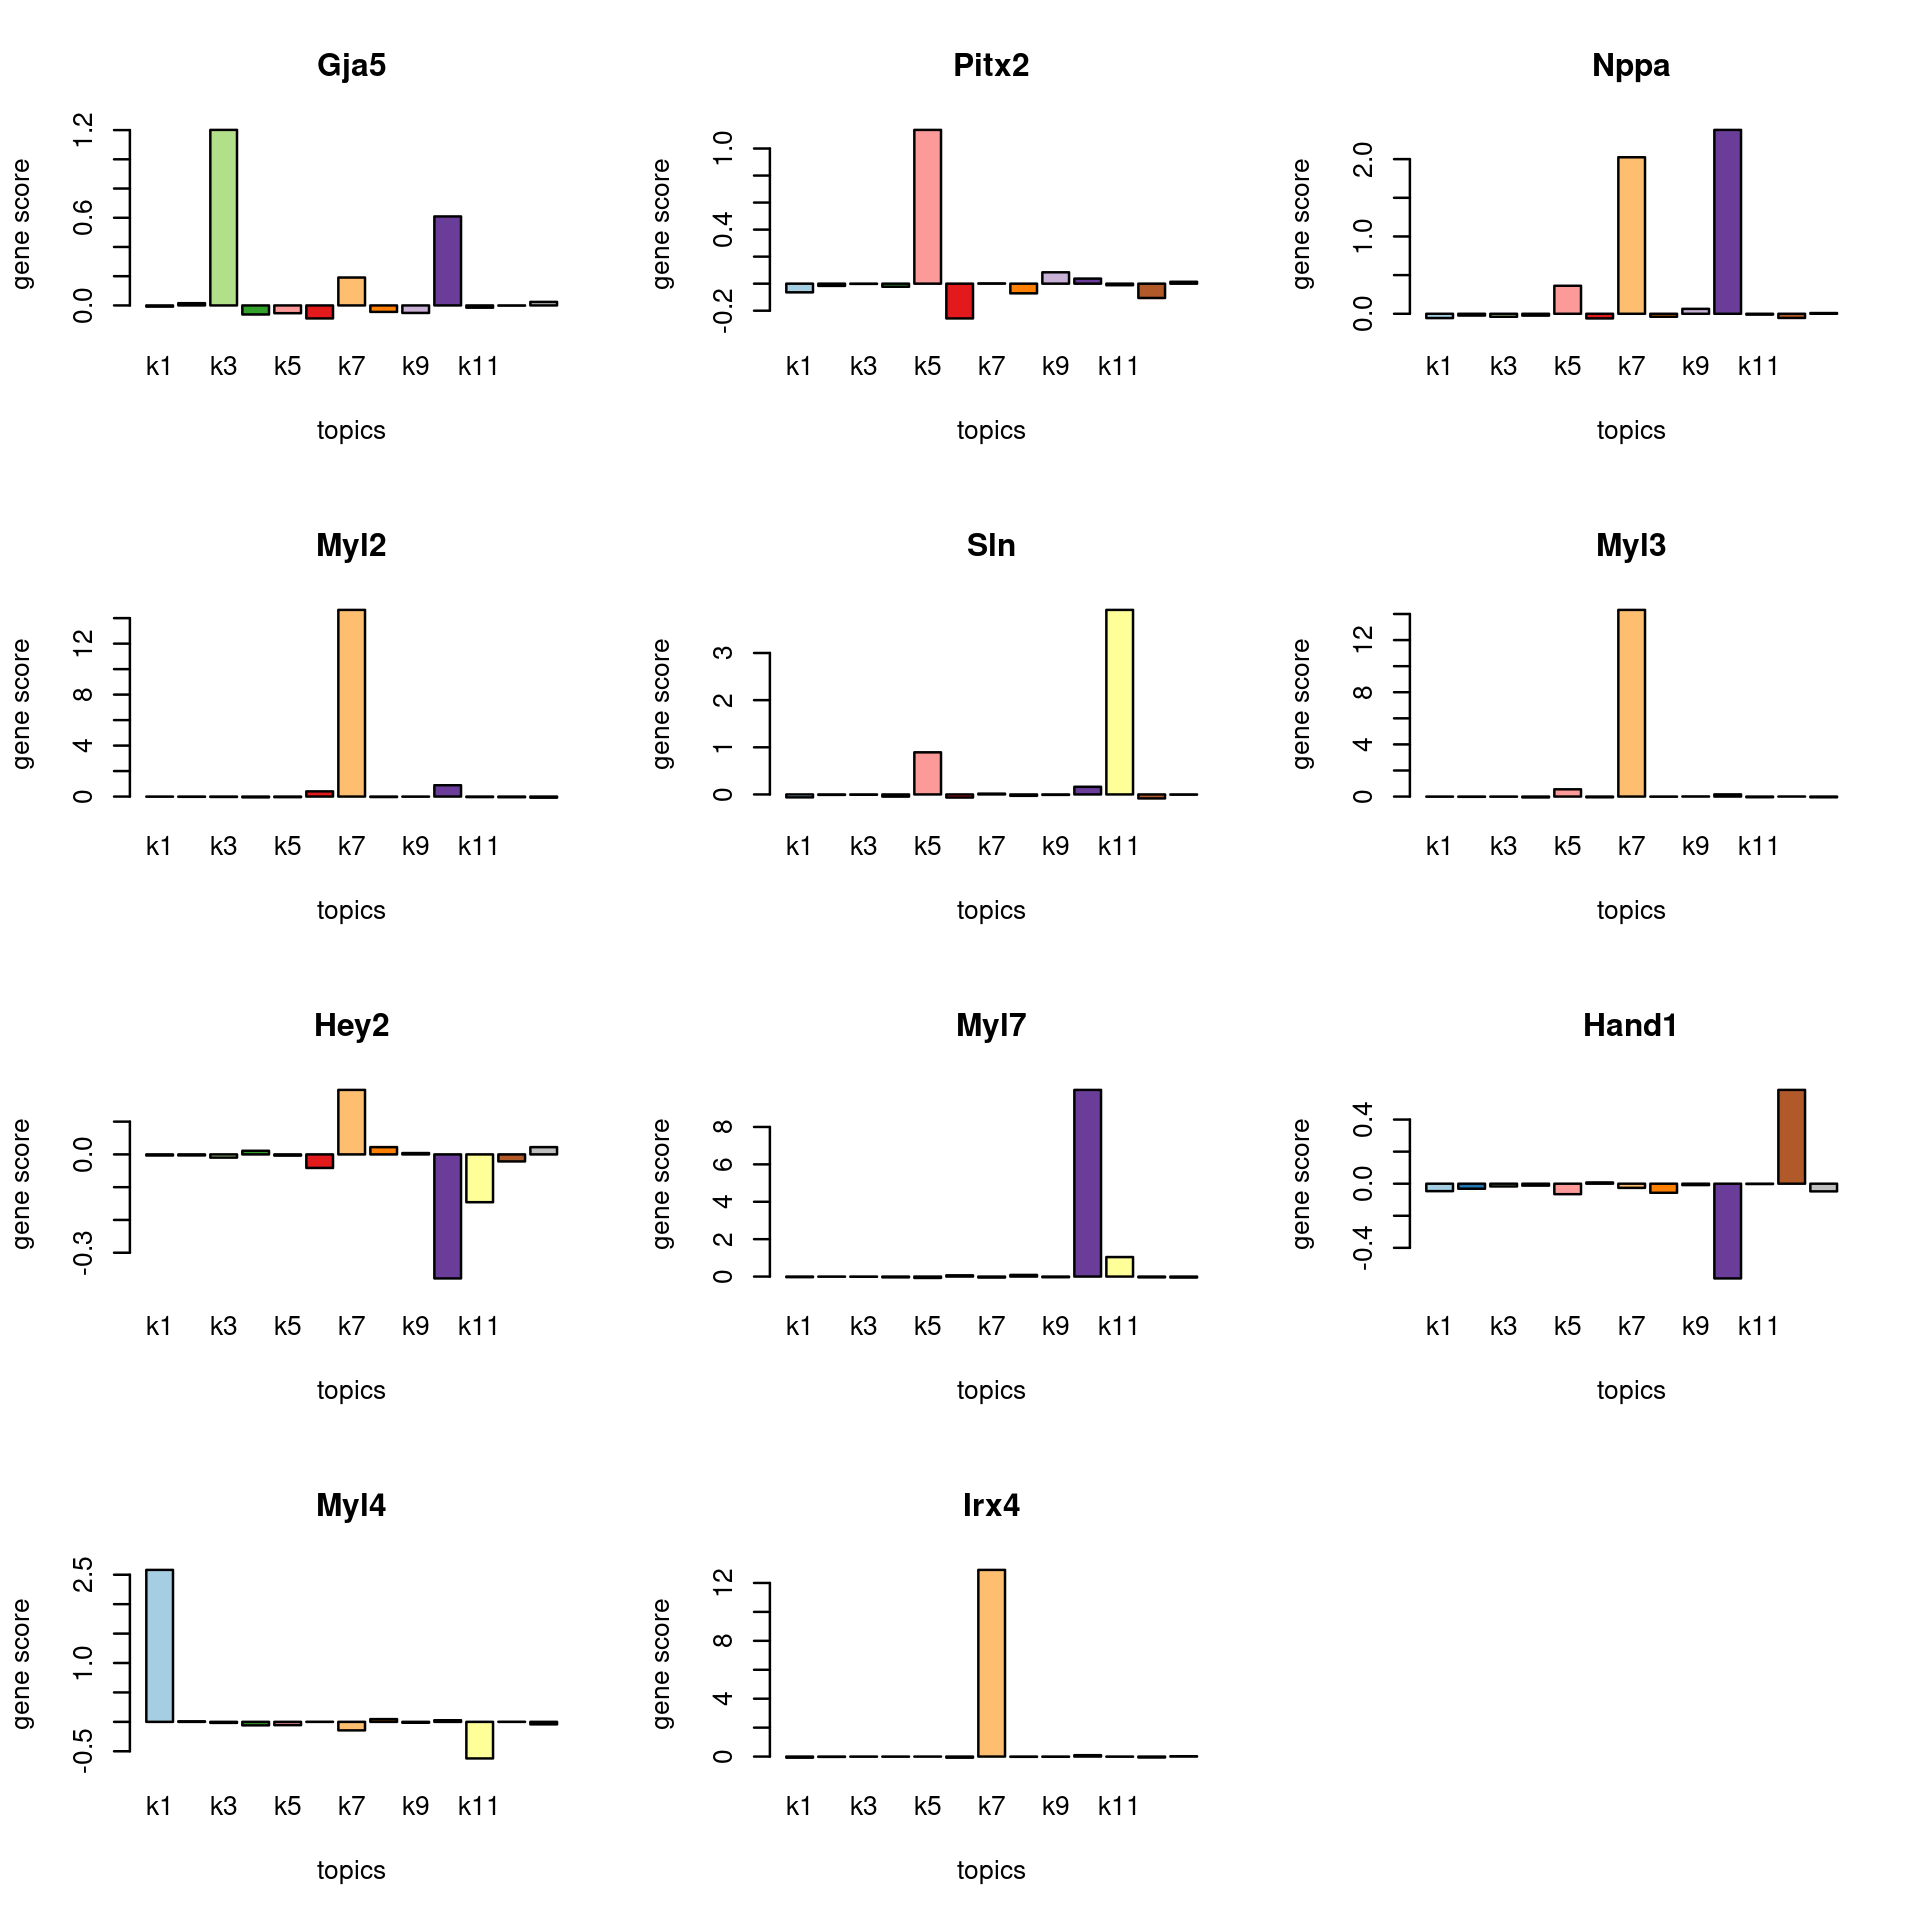 Gja5
gene score
0.0 0.6 1.2
k1 k3 k5 k7 k9 k11
topics
Pitx2
gene score
-0.2 0.4 1.0
k1 k3 k5 k7 k9 k11
topics
Nppa
gene score
0.0 1.0 2.0
k1 k3 k5 k7 k9 k11
topics
Myl2
gene score
0 4 8 12
k1 k3 k5 k7 k9 k11
topics
Sln
gene score
0 1 2 3
k1 k3 k5 k7 k9 k11
topics
Myl3
gene score
0 4 8 12
k1 k3 k5 k7 k9 k11
topics
Hey2
gene score
-0.3 0.0
k1 k3 k5 k7 k9 k11
topics
Myl7
gene score
0 2 4 6 8
k1 k3 k5 k7 k9 k11
topics
Hand1
gene score
-0.4 0.0 0.4
k1 k3 k5 k7 k9 k11
topics
Myl4
gene score
-0.5 1.0 2.5
k1 k3 k5 k7 k9 k11
topics
Irx4
gene score
0 4 8 12
k1 k3 k5 k7 k9 k11
topics